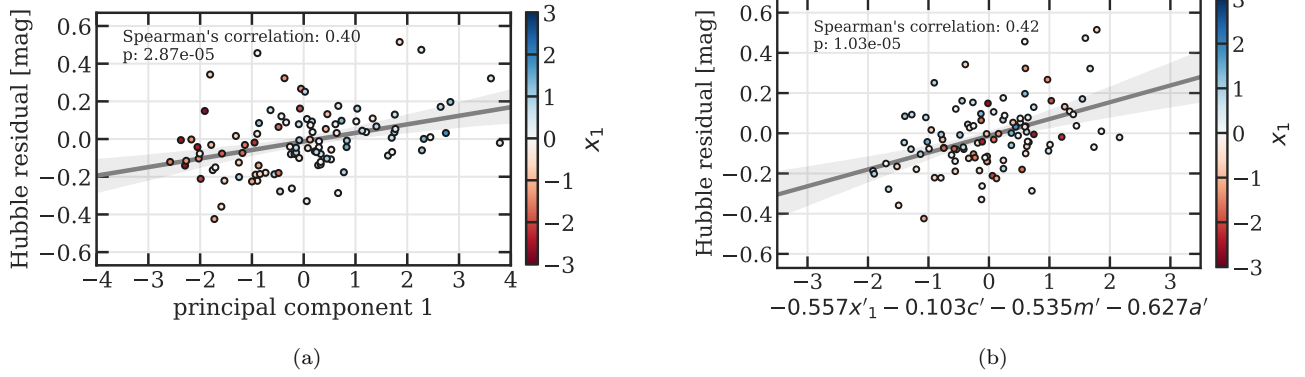 Spearman's correlation: 0.40
p: 2.87e-05
Hubble residual [mag]
0.6
0.4
0.2
0.0
−0.2
−0.4
−0.6
−4 −3 −2 −1 0 1 2 3 4
principal component 1
3
2
1
0
−1
−2
−3
x1
(a)
Spearman's correlation: 0.42
p: 1.03e-05
Hubble residual [mag]
0.6
0.4
0.2
0.0
−0.2
−0.4
−0.6
−3 −2 −1 0 1 2 3
−0.557x'1 − 0.103c' − 0.535m' − 0.627a'
3
2
1
0
−1
−2
−3
x1
(b)